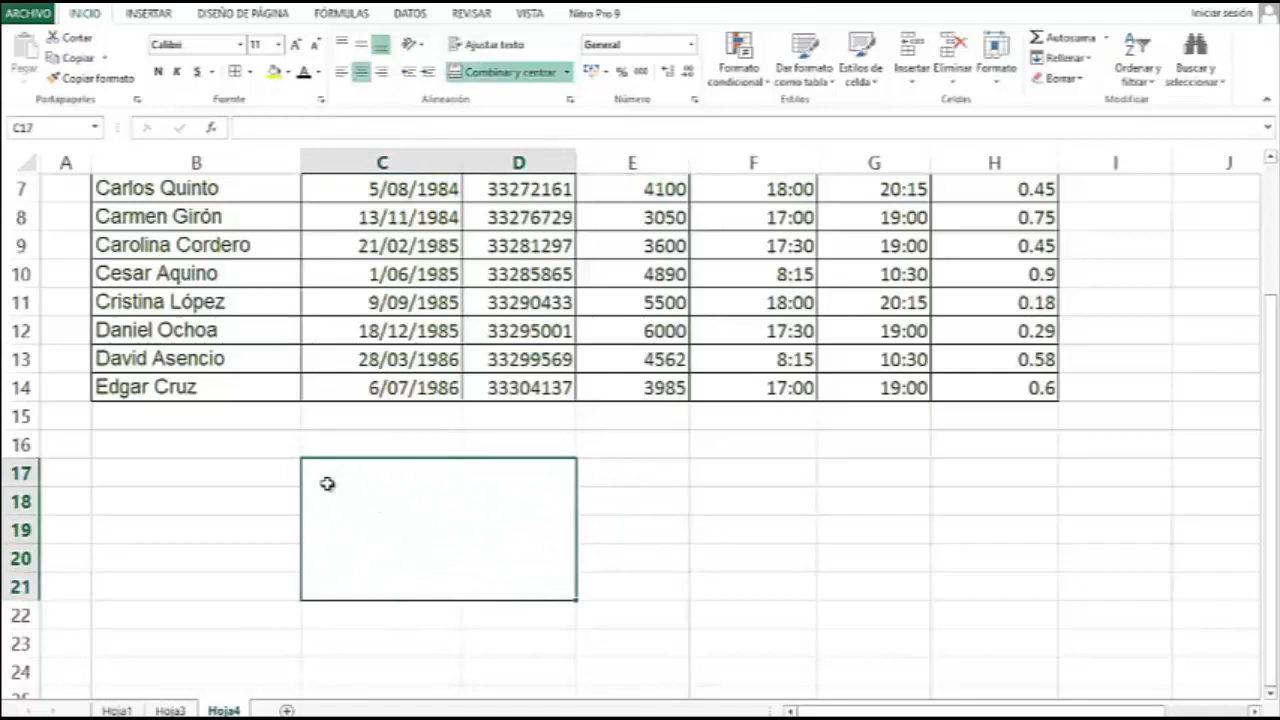 ARCHIVO INICIO INSERTAR DISEÑO DE PÁGINA FÓRMULAS DATOS REVISAR VISTA Nitro Pro 9 Iniciar sesión
Pegar Cortar Copiar Copiar formato Portapapeles
Calibri 11 N K S Fuente
Ajustar texto Combinar y centrar Alineación
General % 000 Número
Formato condicional Dar formato como tabla Estilos de celda Estilos
Insertar Eliminar Formato Celdas
Autosuma Rellenar Borrar Ordenar y filtrar Buscar y seleccionar Modificar
C17 fx
A B C D E F G H I J
7 Carlos Quinto 5/08/1984 33272161 4100 18:00 20:15 0.45
8 Carmen Girón 13/11/1984 33276729 3050 17:00 19:00 0.75
9 Carolina Cordero 21/02/1985 33281297 3600 17:30 19:00 0.45
10 Cesar Aquino 1/06/1985 33285865 4890 8:15 10:30 0.9
11 Cristina López 9/09/1985 33290433 5500 18:00 20:15 0.18
12 Daniel Ochoa 18/12/1985 33295001 6000 17:30 19:00 0.29
13 David Asencio 28/03/1986 33299569 4562 8:15 10:30 0.58
14 Edgar Cruz 6/07/1986 33304137 3985 17:00 19:00 0.6
15
16
17
18
19
20
21
22
23
24
Hoja1 Hoja3 Hoja4